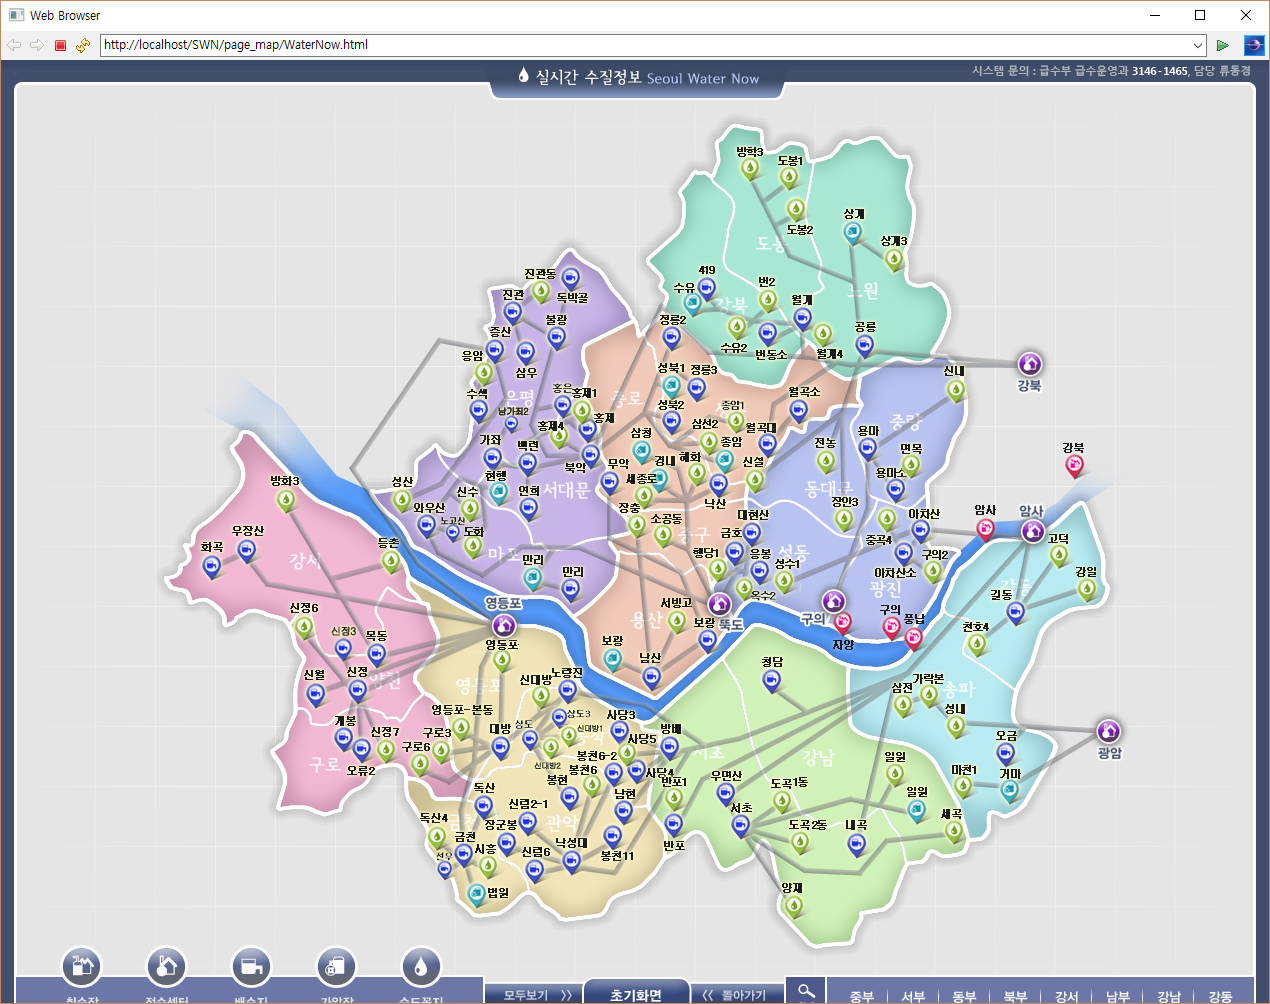 Web Browser
http://localhost/SWN/page_map/WaterNow.html
실시간 수질정보 Seoul Water Now
시스템 문의 : 급수부 급수운영과 3146-1465, 담당 류동경
방학3
도봉1
도봉2
도봉
상계
상계3
노원
진관동
독박골
진관
419
수유
강북
번2
월계
수유2
번동소
월계4
공릉
정릉2
불광
증산
응암
삼우
강북
수색
은평
남가좌2
홍은
홍제1
홍제
홍제4
종로
성북1
정릉3
성북2
종암1
월곡소
신내
중랑
가좌
백련
북악
삼청
삼선2
월곡대
종암
전농
용마
면목
강북
현행
서대문
무악
경내
세종로
혜화
신설
용마소
동대문
방화3
성산
신수
연희
와우산
노고산
도화
마포
낙산
장충
소공동
중구
대현산
금호
장안3
중곡4
아차산
암사
암사
우장산
화곡
강서
등촌
만리
만리
행당1
응봉
성동
성수1
옥수2
아차산소
구의2
광진
고덕
강일
강동
길동
신정6
신정3
목동
영등포
영등포
용산
서빙고
보광
뚝도
구의
자양
구의
풍납
천호4
보광
남산
신월
신정
양천
영등포
신대방
노량진
청담
삼전
가락본
송파
성내
영등포-본동
상도
상도3
신대방1
사당3
사당5
방배
서초
강남
개봉
신정7
오류2
구로
구로6
구로3
대방
신대방2
봉천6-2
봉천6
사당4
오금
거마
광암
일원
마천1
독산
봉현
남현
반포1
우면산
도곡1동
일원
세곡
독산4
금천
신림2-1
장군봉
관악
낙성대
봉천11
반포
서초
도곡2동
내곡
금천
시흥
신림6
법원
양재
모두보기 >>
초기화면
<< 돌아가기
중부
서부
동부
북부
강서
남부
강남
강동